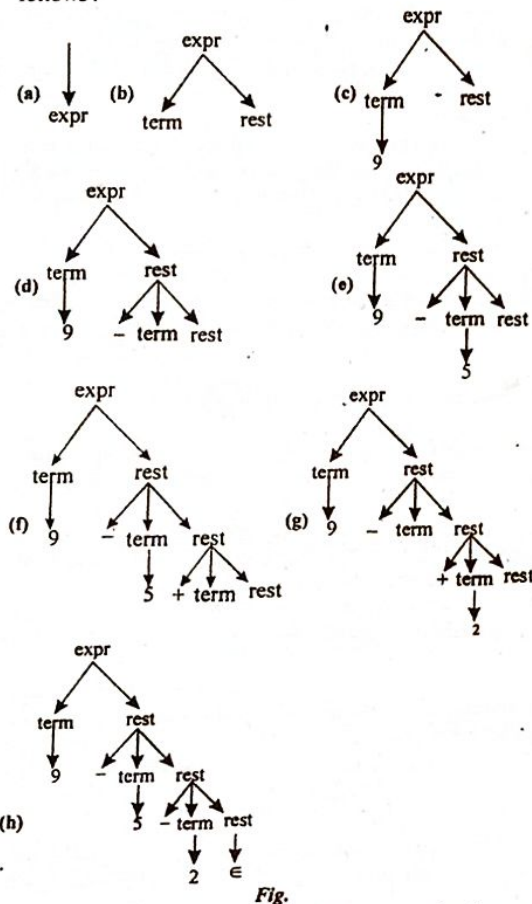 expr
(a) expr
expr
(b) term rest
expr
(c) term rest
9
expr
term rest
(d) 9 − term rest
expr
term rest
(e) 9 - term rest
5
expr
term rest
(f) 9 - term rest
5 + term rest
expr
term rest
(g) 9 - term rest
+ term rest
2
expr
term rest
9 - term rest
(h) 5 - term rest
2 ∈
Fig.